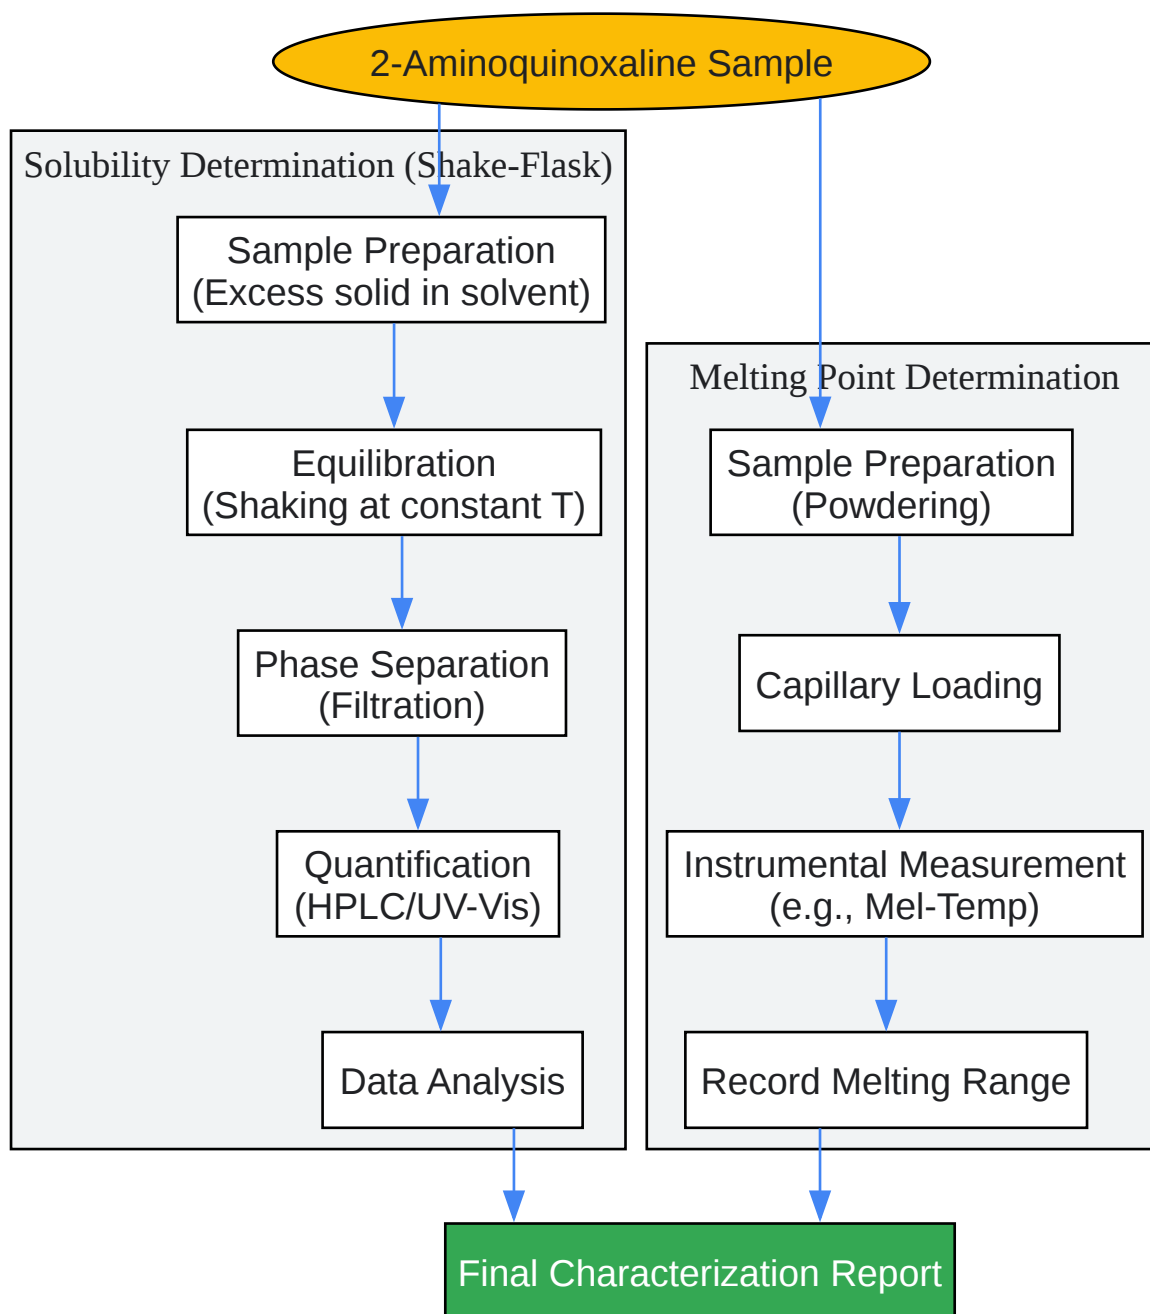 2-Aminoquinoxaline Sample
Solubility Determination (Shake-Flask)
Sample Preparation
(Excess solid in solvent)
Equilibration
(Shaking at constant T)
Phase Separation
(Filtration)
Quantification
(HPLC/UV-Vis)
Data Analysis
Melting Point Determination
Sample Preparation
(Powdering)
Capillary Loading
Instrumental Measurement
(e.g., Mel-Temp)
Record Melting Range
Final Characterization Report